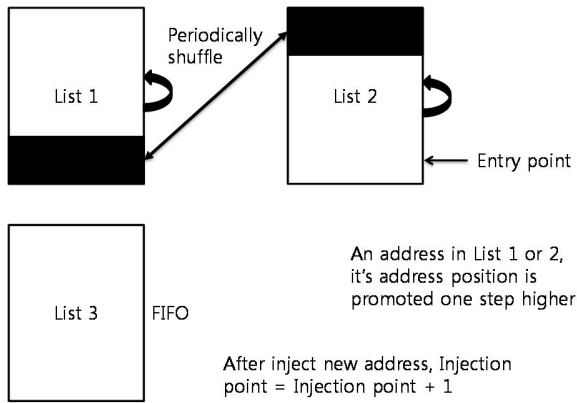 Periodically
shuffle
List 1
List 2
Entry point
List 3
FIFO
An address in List 1 or 2,
it's address position is
promoted one step higher
After inject new address, Injection
point = Injection point + 1